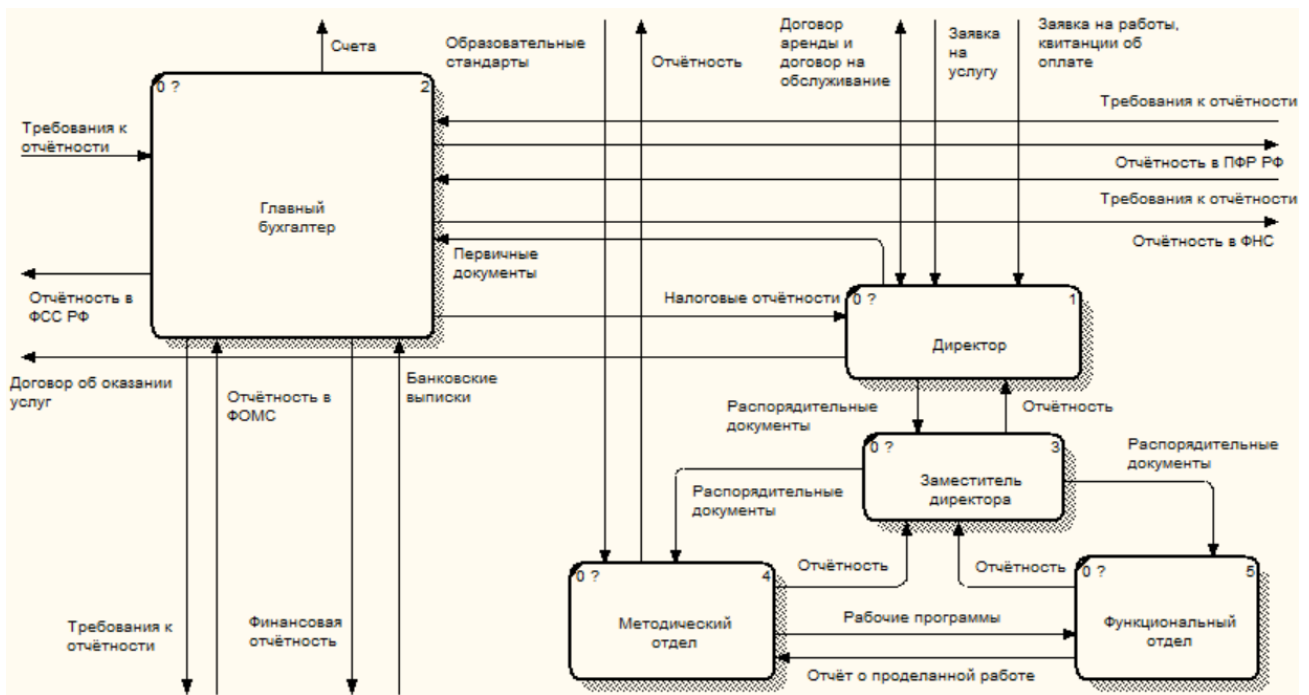 Счета
Образовательные
стандарты
Отчётность
Договор
аренды и
договор на
обслуживание
Заявка
на
услугу
Заявка на работы,
квитанции об
оплате
0 ?
2
Главный
бухгалтер
Требования к
отчётности
Требования к отчётности
Отчётность в ПФР РФ
Требования к отчётности
Отчётность в ФНС
Первичные
документы
Отчётность в
ФСС РФ
Налоговые отчётности
0 ?
1
Директор
Договор об оказании
услуг
Отчётность в
ФОМС
Банковские
выписки
Распорядительные
документы
Отчётность
0 ?
3
Заместитель
директора
Распорядительные
документы
Распорядительные
документы
Отчётность
Отчётность
0 ?
4
Методический
отдел
0 ?
5
Функциональный
отдел
Рабочие программы
Отчёт о проделанной работе
Требования к
отчётности
Финансовая
отчётность